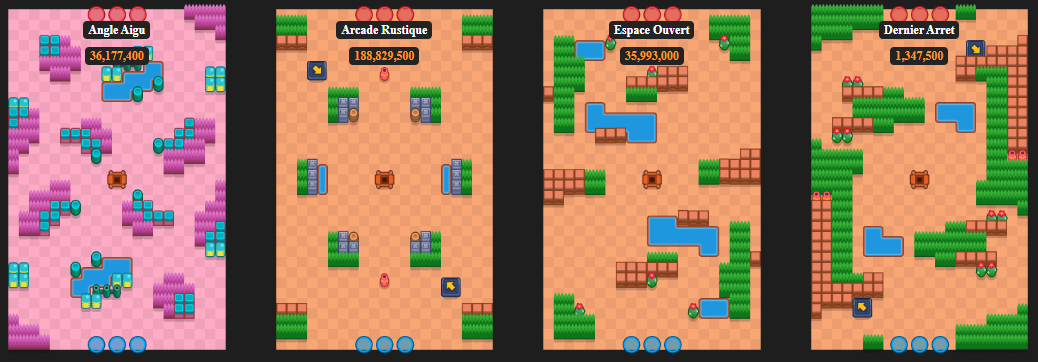 Angle Aigu
36,177,400
Arcade Rustique
188,829,500
Espace Ouvert
35,993,000
Dernier Arret
1,347,500